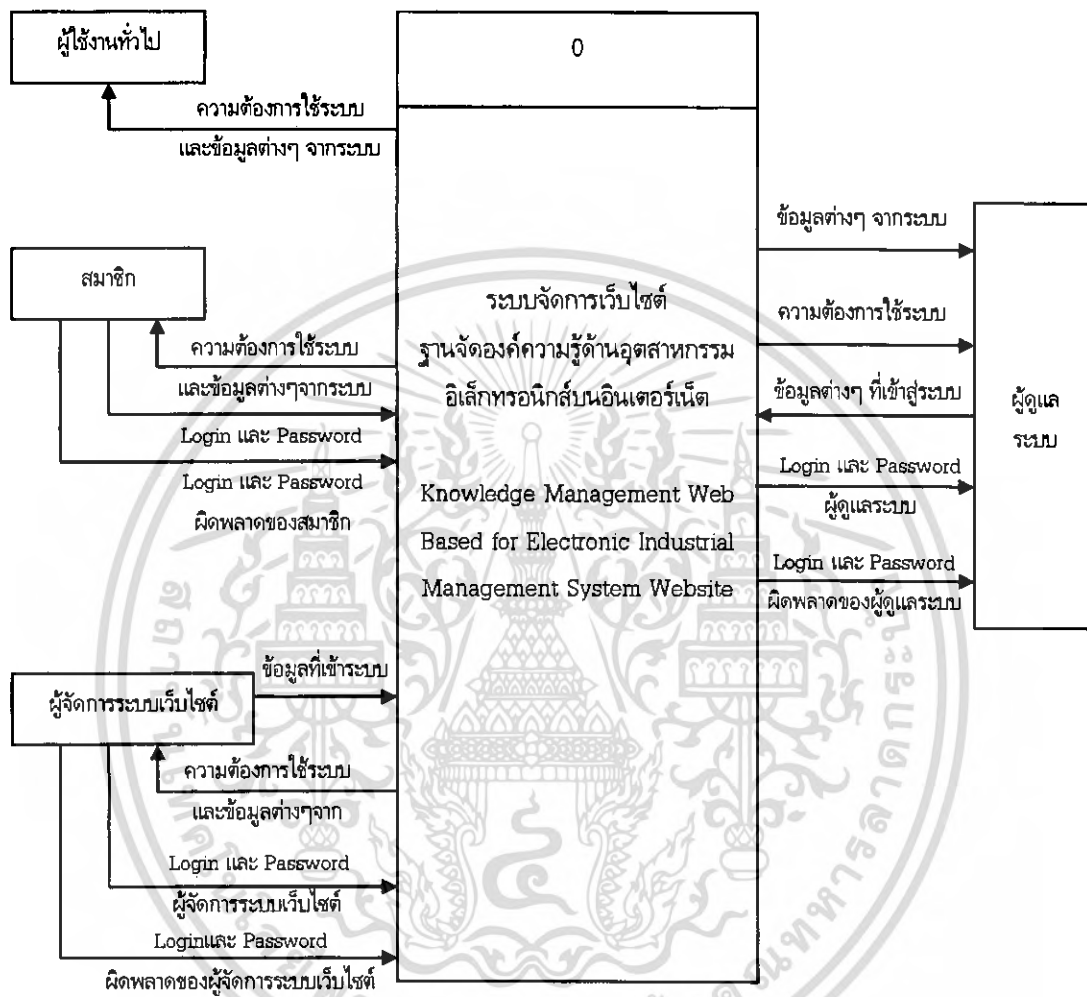 ผู้ใช้งานทั่วไป
0
ความต้องการใช้ระบบ
และข้อมูลต่างๆ จากระบบ
สมาชิก
ความต้องการใช้ระบบ
และข้อมูลต่างๆจากระบบ
Login และ Password
Login และ Password
ผิดพลาดของสมาชิก
ระบบจัดการเว็บไซต์
ฐานจัดองค์ความรู้ด้านอุตสาหกรรม
อิเล็กทรอนิกส์บนอินเตอร์เน็ต
Knowledge Management Web
Based for Electronic Industrial
Management System Website
ข้อมูลต่างๆ จากระบบ
ความต้องการใช้ระบบ
ข้อมูลต่างๆ ที่เข้าสู่ระบบ
Login และ Password
ผู้ดูแลระบบ
Login และ Password
ผิดพลาดของผู้ดูแลระบบ
ผู้ดูแล
ระบบ
ผู้จัดการระบบเว็บไซต์
ข้อมูลที่เข้าระบบ
ความต้องการใช้ระบบ
และข้อมูลต่างๆจาก
Login และ Password
ผู้จัดการระบบเว็บไซต์
Loginและ Password
ผิดพลาดของผู้จัดการระบบเว็บไซต์